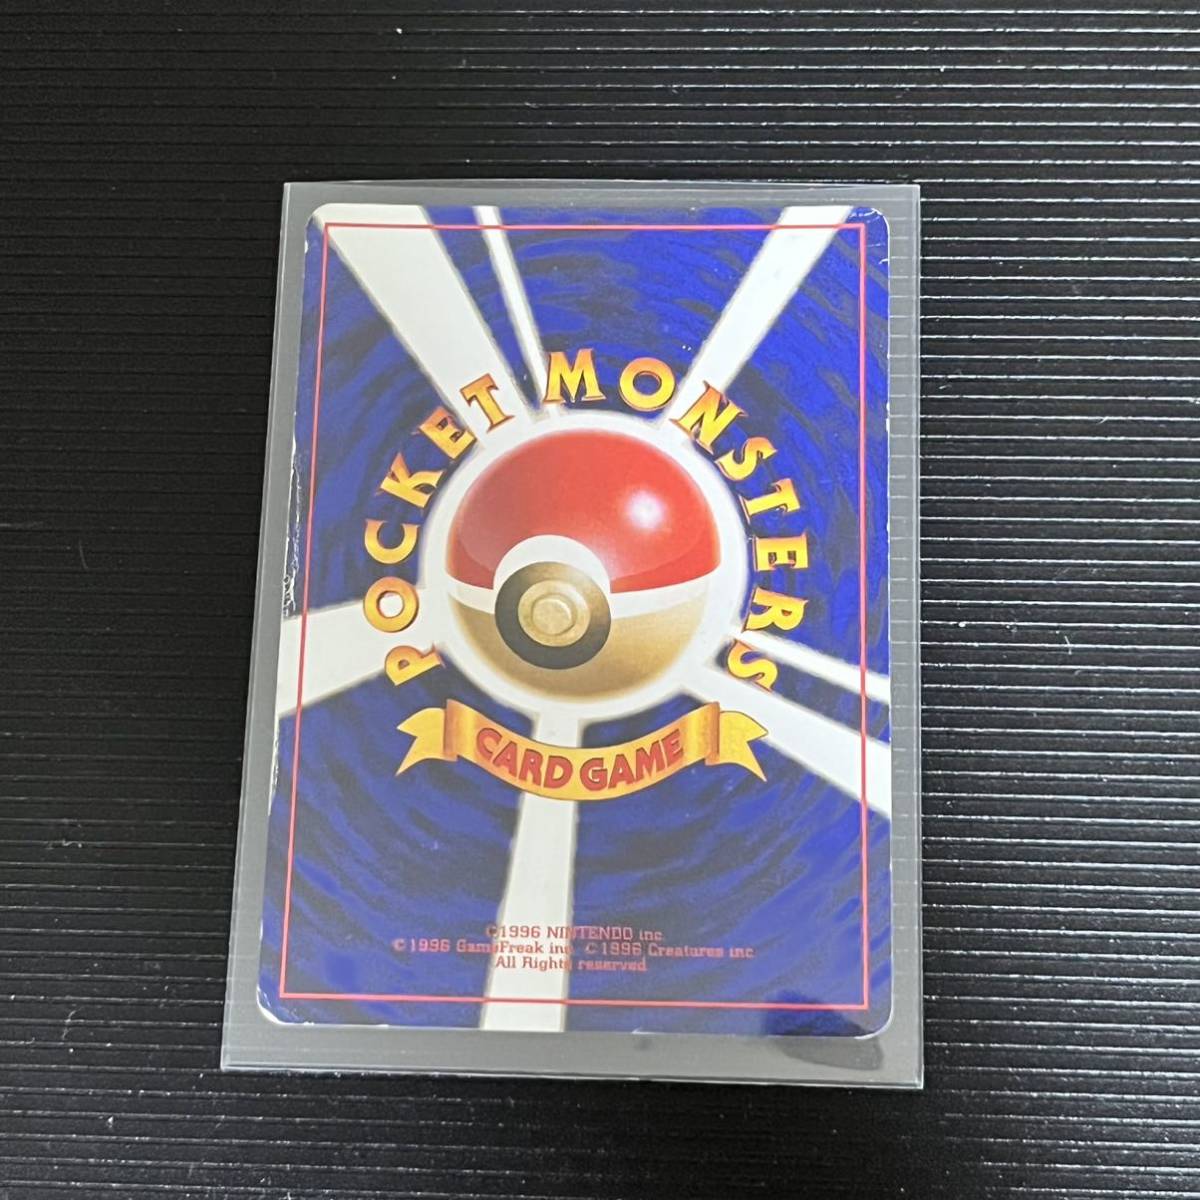 POCKET MONSTERS
CARD GAME
©1996 NINTENDO inc.
©1996 GameFreak inc. ©1996 Creatures inc.
All Rights reserved.